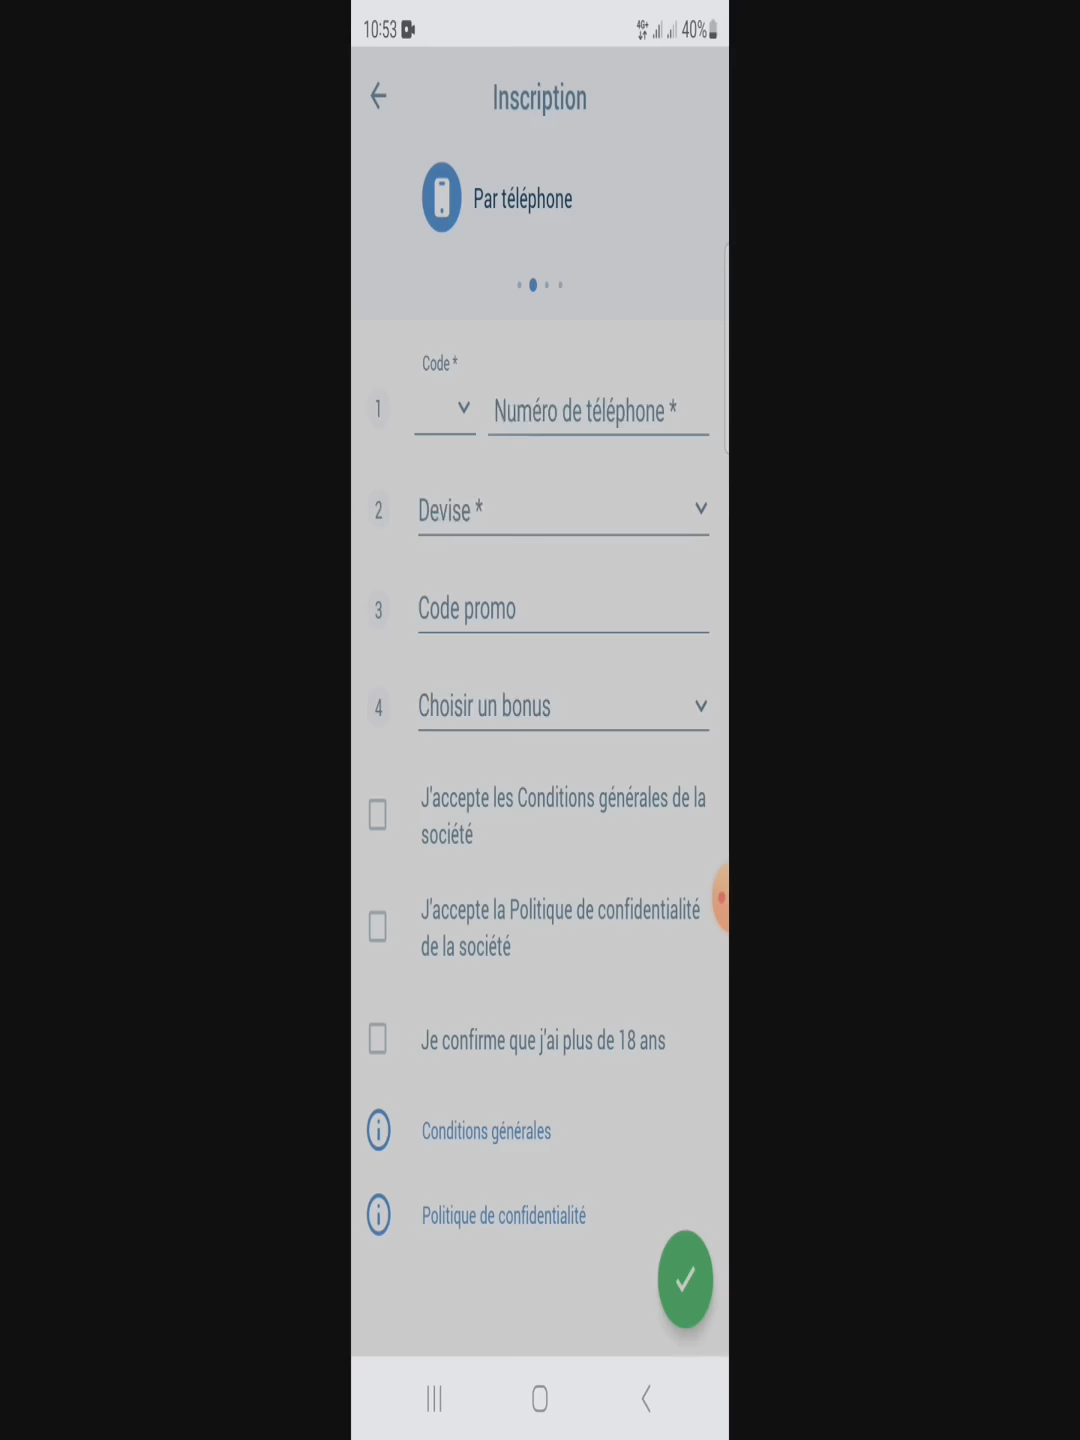 10:53
4G+ 40%
Inscription
Par téléphone
Code *
1
Numéro de téléphone *
2
Devise *
3
Code promo
4
Choisir un bonus
J'accepte les Conditions générales de la
société
J'accepte la Politique de confidentialité
de la société
Je confirme que j'ai plus de 18 ans
Conditions générales
Politique de confidentialité